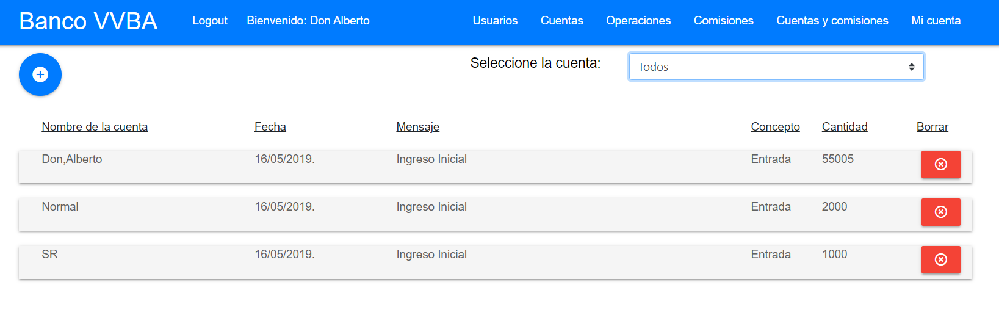 Banco VVBA Logout Bienvenido: Don Alberto Usuarios Cuentas Operaciones Comisiones Cuentas y comisiones Mi cuenta
Seleccione la cuenta: Todos
Nombre de la cuenta Fecha Mensaje Concepto Cantidad Borrar
Don,Alberto 16/05/2019. Ingreso Inicial Entrada 55005
Normal 16/05/2019. Ingreso Inicial Entrada 2000
SR 16/05/2019. Ingreso Inicial Entrada 1000